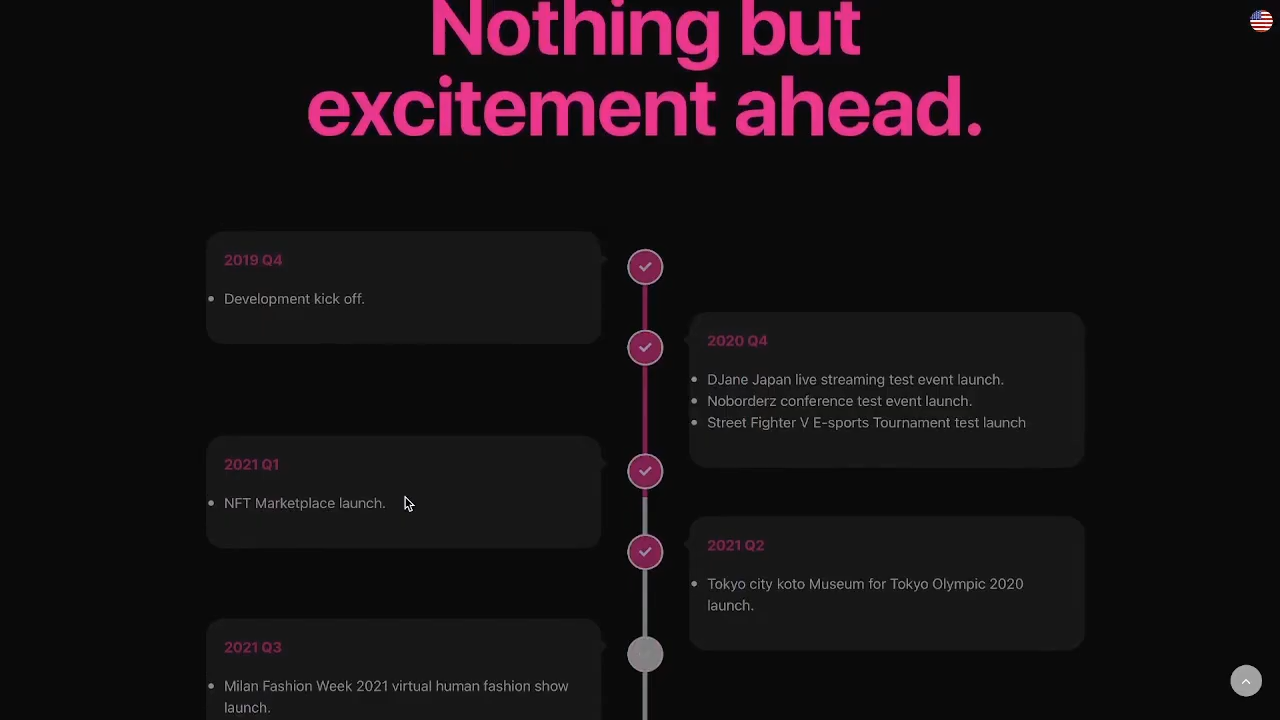 Nothing but
excitement ahead.
2019 Q4
Development kick off.
2020 Q4
DJane Japan live streaming test event launch.
Noborderz conference test event launch.
Street Fighter V E-sports Tournament test launch
2021 Q1
NFT Marketplace launch.
2021 Q2
Tokyo city koto Museum for Tokyo Olympic 2020
launch.
2021 Q3
Milan Fashion Week 2021 virtual human fashion show
launch.